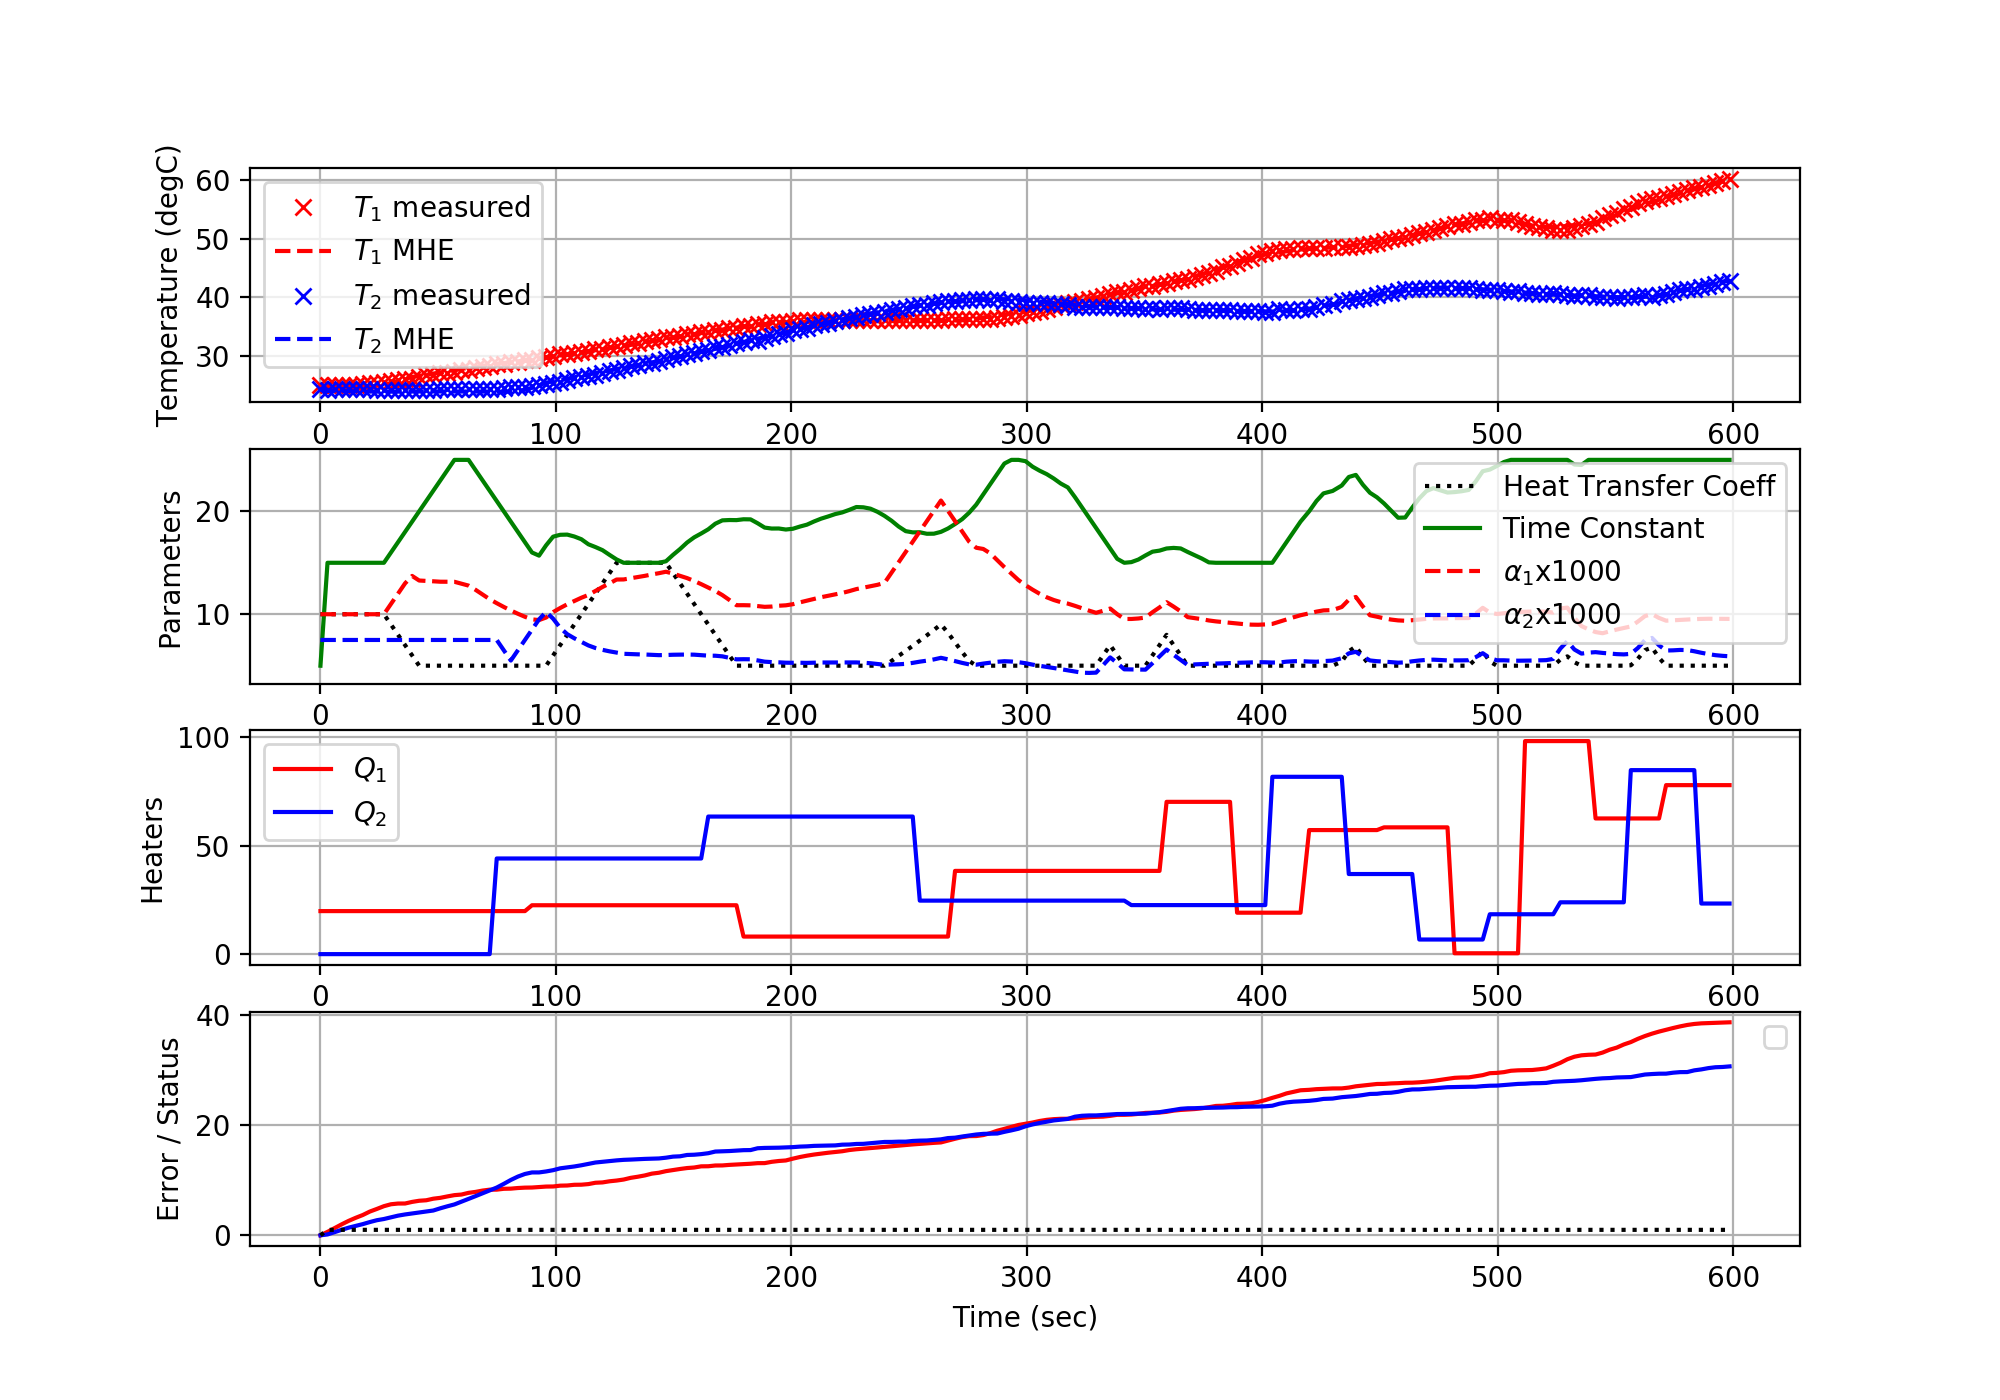 Temperature (degC)
60
50
40
30
T1 measured
T1 MHE
T2 measured
T2 MHE
0 100 200 300 400 500 600
Parameters
20
10
Heat Transfer Coeff
Time Constant
α1x1000
α2x1000
0 100 200 300 400 500 600
Heaters
100
50
0
Q1
Q2
0 100 200 300 400 500 600
Error / Status
40
20
0
0 100 200 300 400 500 600
Time (sec)